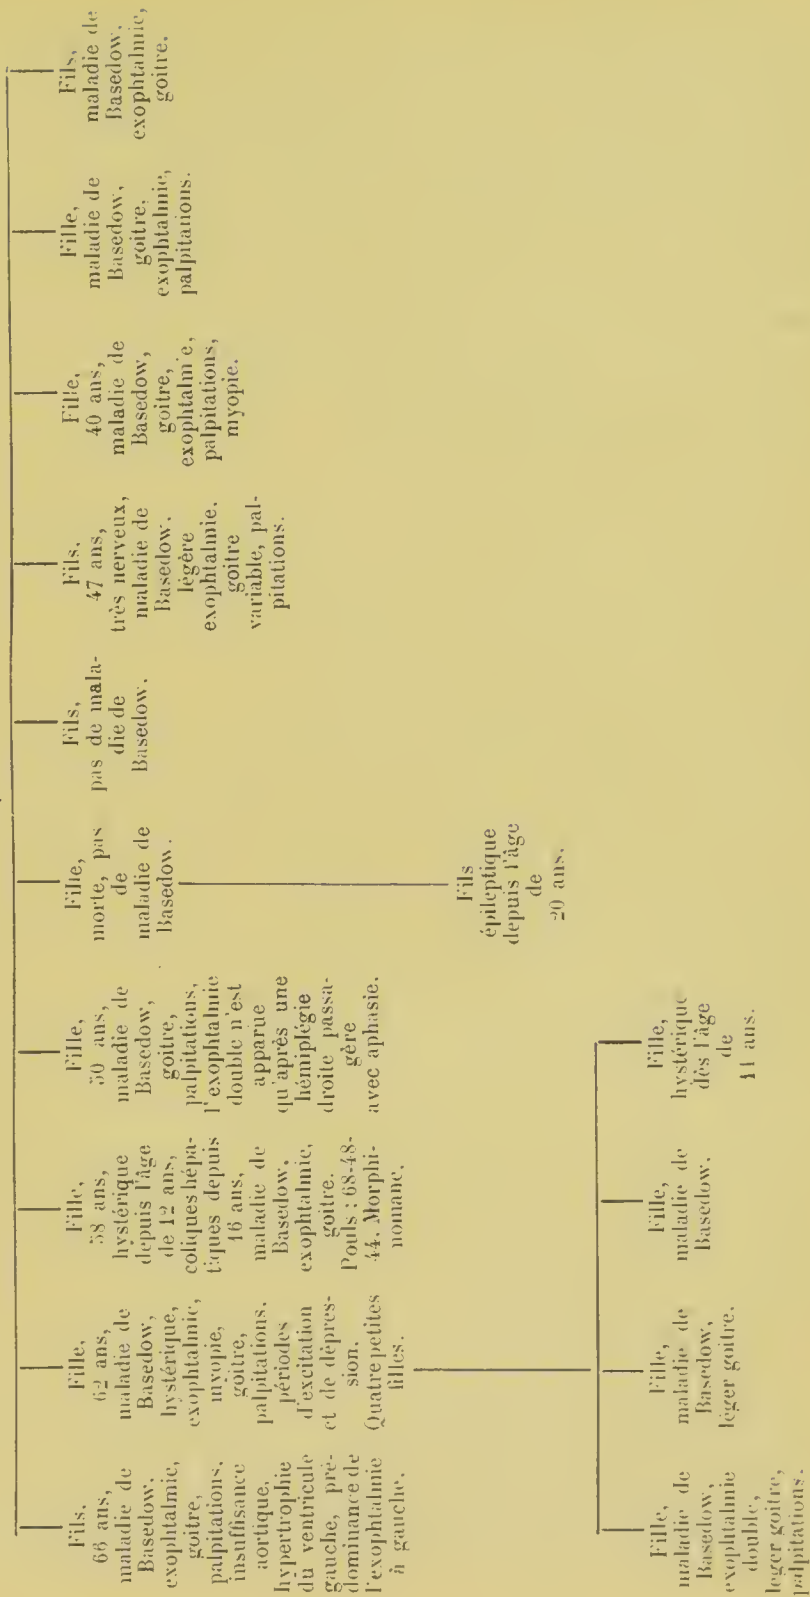 Fils,
66 ans,
maladie de
Basedow,
exophtalmie,
goitre,
palpitations,
insuffisance
aortique,
hypertrophie
du ventricule
gauche, pré-
dominance de
l'exophtalmie
à gauche.
Fille,
62 ans,
maladie de
Basedow,
hystérique,
exophtalmie,
myopie,
goitre,
palpitations,
périodes
d'excitation
et de dépres-
sion.
Quatre petites
filles.
Fille,
58 ans,
hystérique
depuis l'âge
de 12 ans,
coliques hépa-
tiques depuis
16 ans,
maladie de
Basedow,
exophtalmie,
goitre.
Pouls : 68-48-
44. Morphi-
nomane.
Fille,
50 ans,
maladie de
Basedow,
goitre,
palpitations,
l'exophtalmie
double n'est
apparue
qu'après une
hémiplégie
droite passa-
gère
avec aphasie.
Fille,
morte, pas
de
maladie de
Basedow.
Fils,
pas de mala-
die de
Basedow.
Fils,
47 ans,
très nerveux,
maladie de
Basedow,
légère
exophtalmie,
goitre
variable, pal-
pitations.
Fille,
40 ans,
maladie de
Basedow,
goitre,
exophtalmie,
palpitations,
myopie.
Fille,
maladie de
Basedow,
goitre,
exophtalmie,
palpitations.
Fils,
maladie de
Basedow,
exophtalmie,
goitre.
Fils
épileptique
depuis l'âge
de
20 ans.
Fille,
maladie de
Basedow,
exophtalmie
double,
léger goitre,
palpitations.
Fille,
maladie de
Basedow,
léger goitre.
Fille,
maladie de
Basedow.
Fille,
hystérique
dès l'âge
de
11 ans.